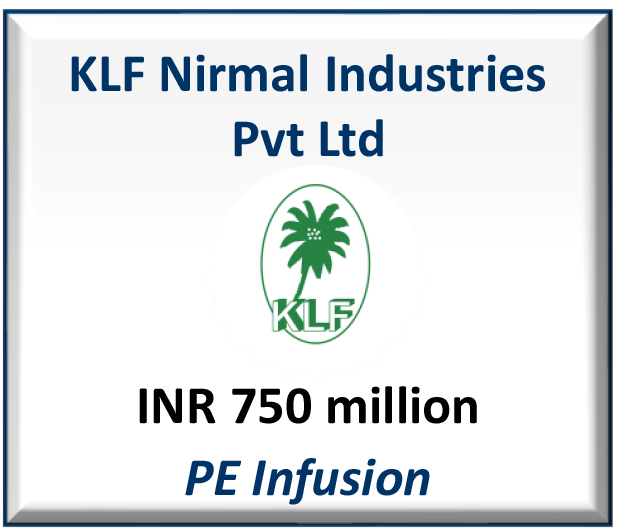 KLF Nirmal Industries
Pvt Ltd
KLF
INR 750 million
PE Infusion